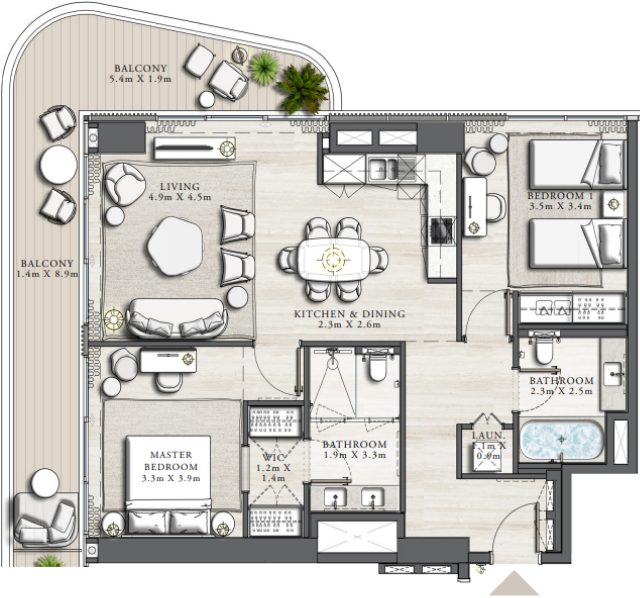 BALCONY
5.4m X 1.9m
LIVING
4.9m X 4.5m
BEDROOM 1
3.5m X 3.4m
BALCONY
1.4m X 8.9m
KITCHEN & DINING
2.3m X 2.6m
BATHROOM
2.3m X 2.5m
LAUN.
1.1m X
0.9m
BATHROOM
1.9m X 3.3m
WIC
1.2m X
1.4m
MASTER
BEDROOM
3.3m X 3.9m